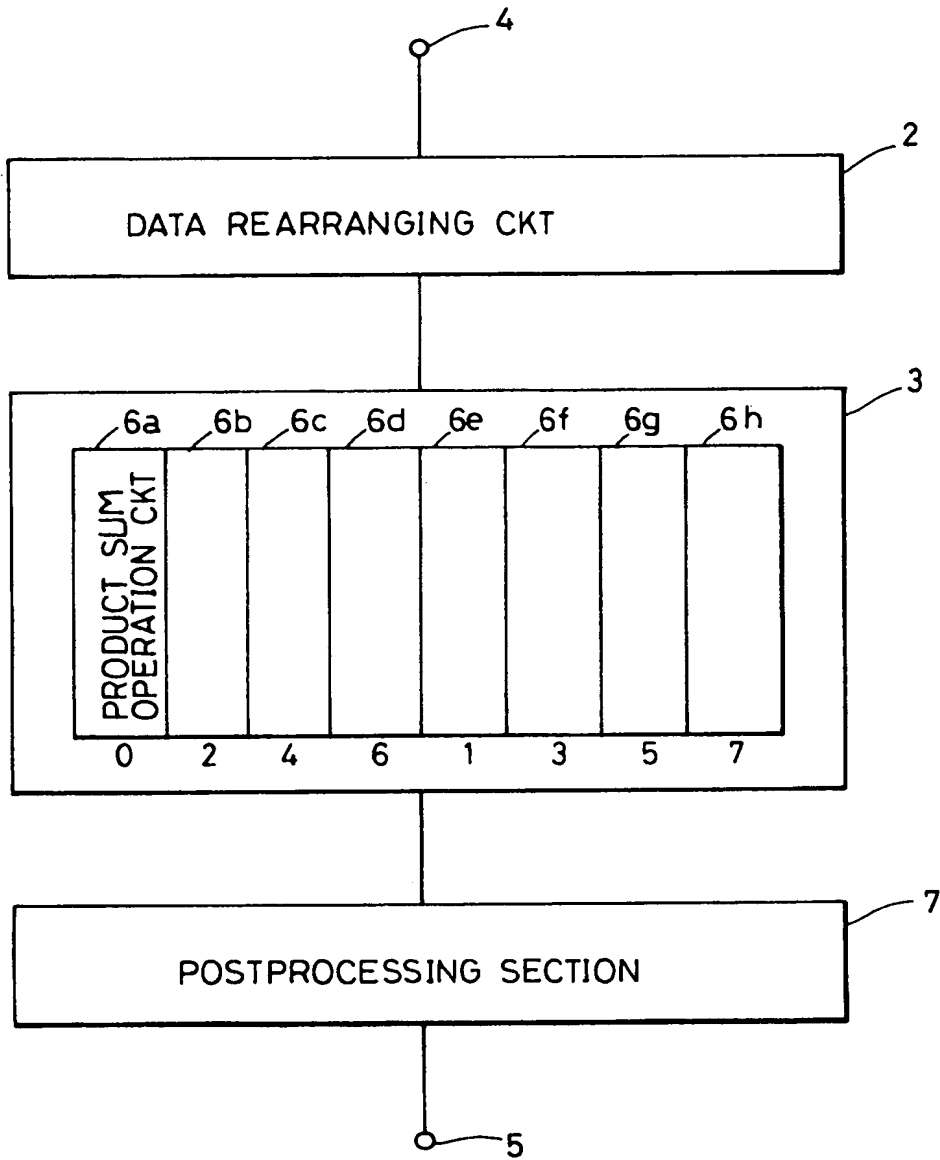 4
2
DATA REARRANGING CKT
3
6a 6b 6c 6d 6e 6f 6g 6h
PRODUCT SUM
OPERATION CKT
0 2 4 6 1 3 5 7
7
POSTPROCESSING SECTION
5